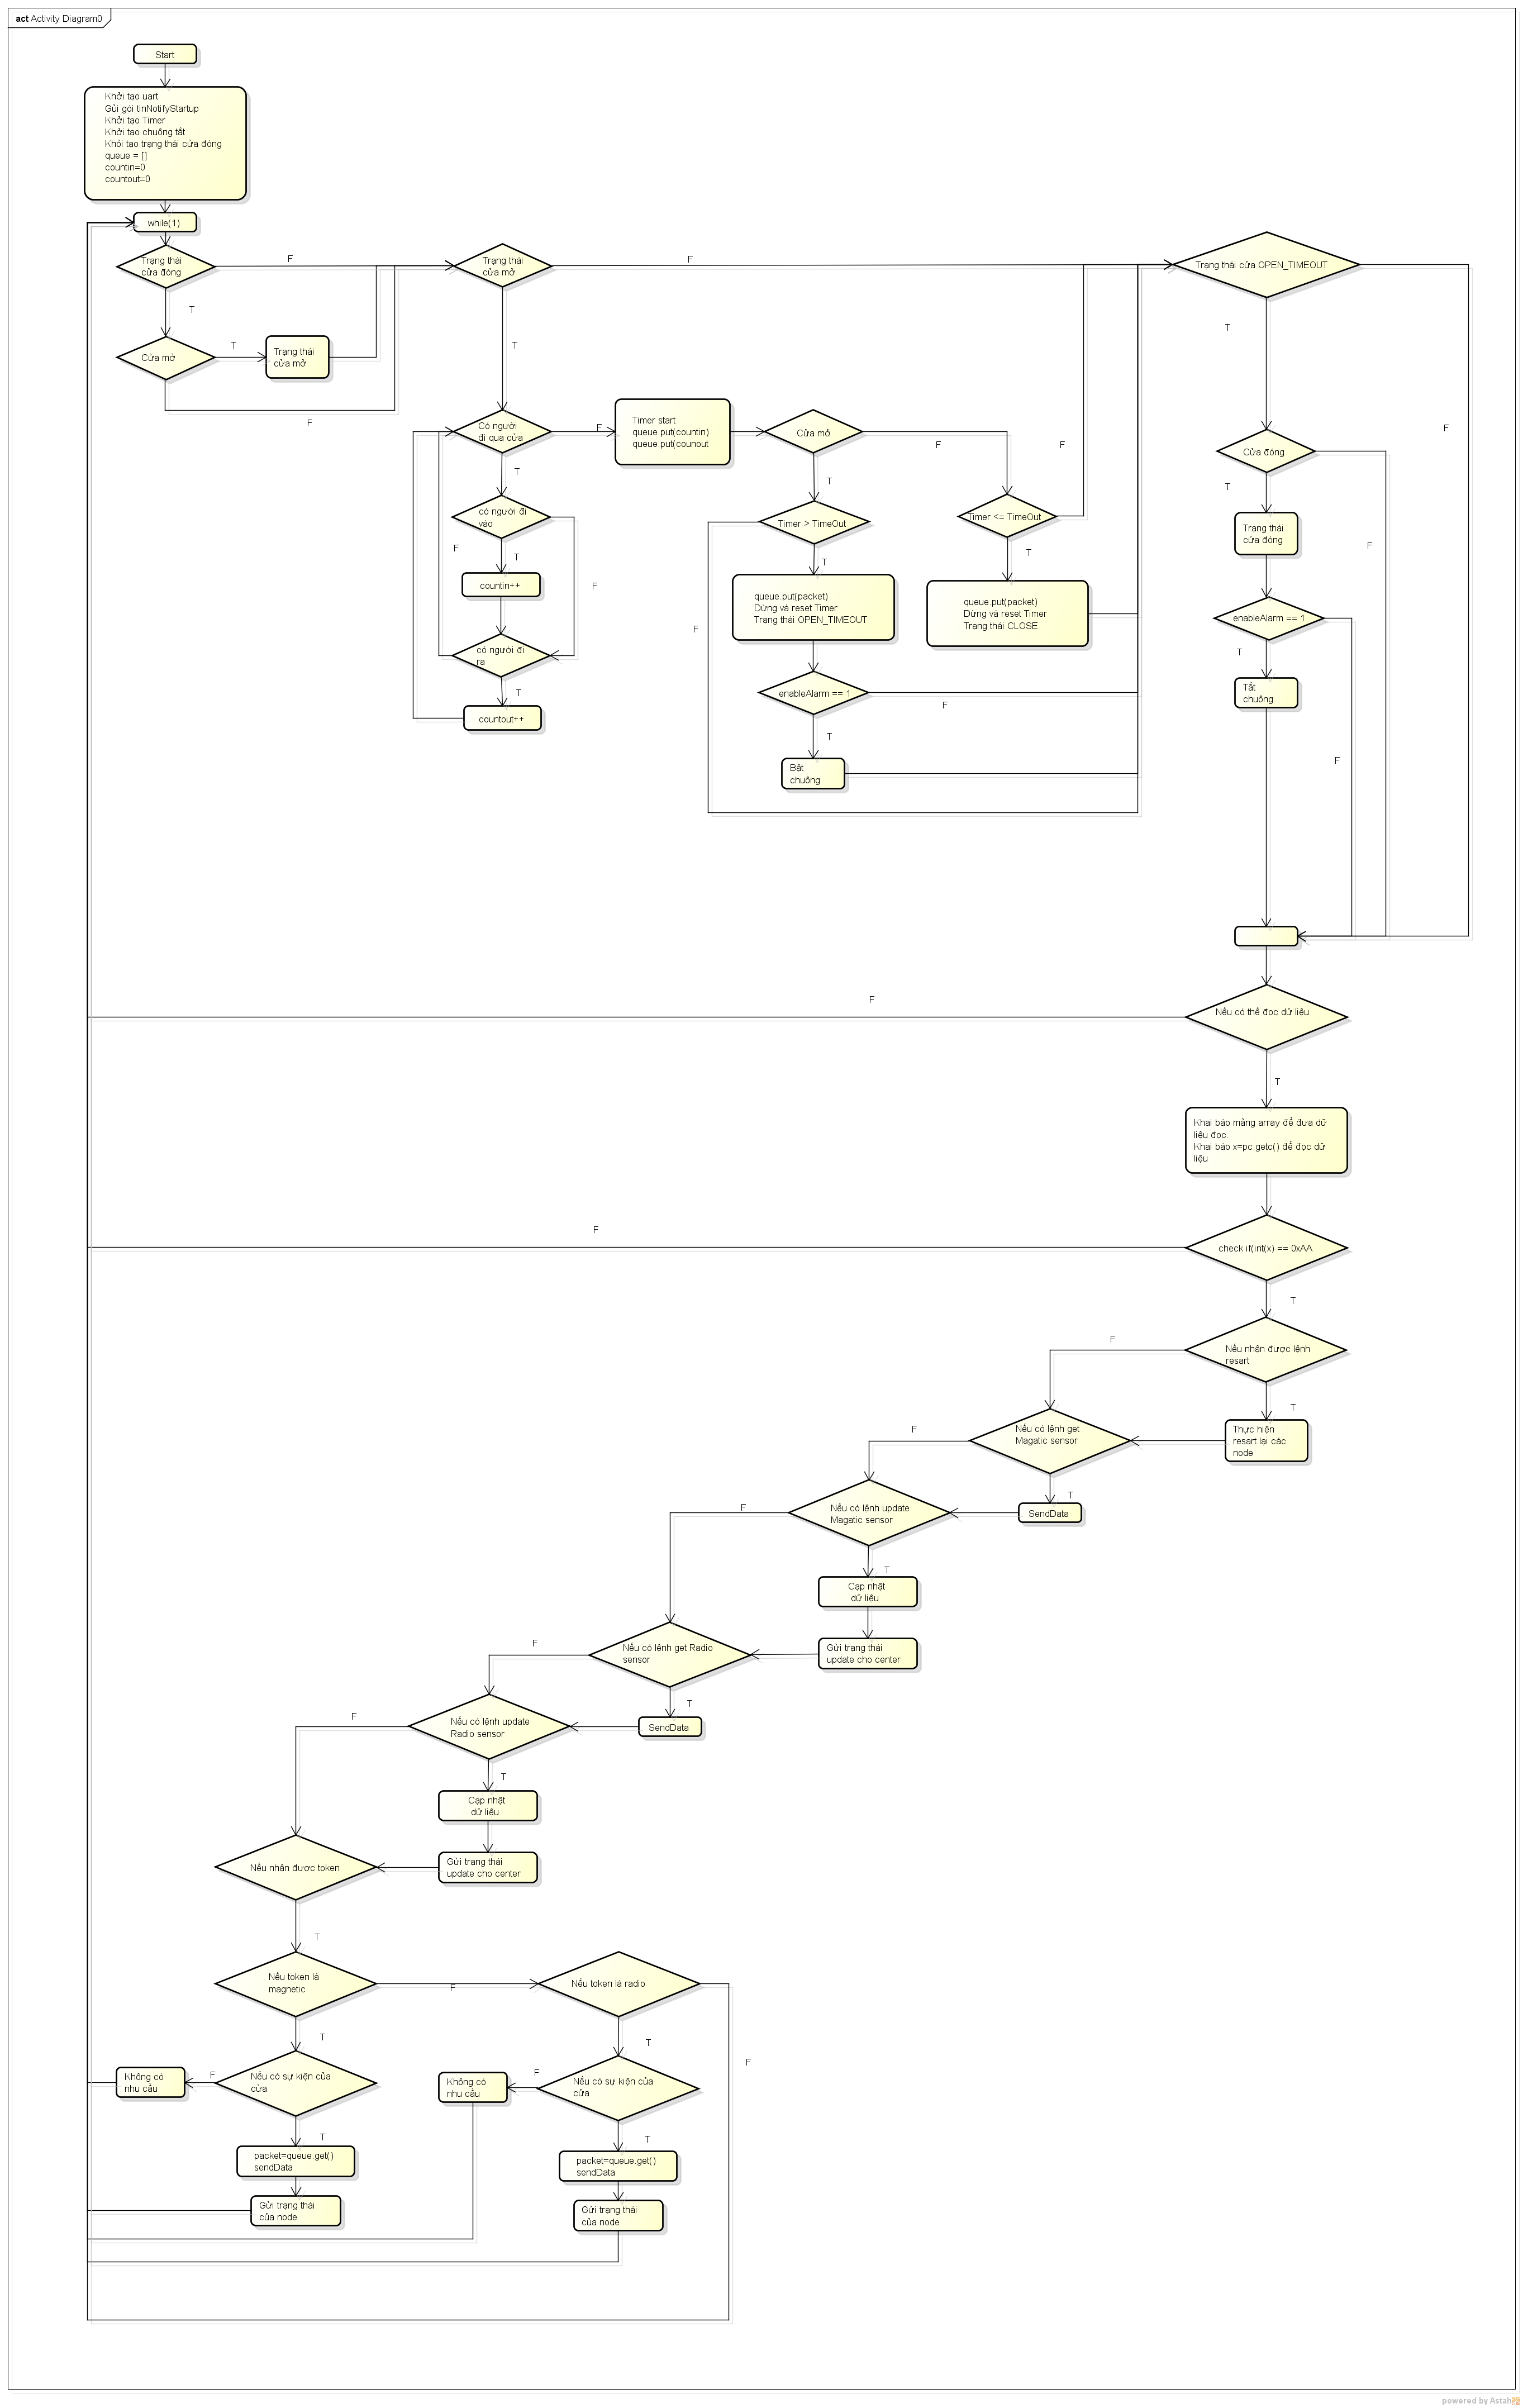 act Activity Diagram0
Start
Khởi tạo uart
Gủi gói tinNotifyStartup
Khởi tạo Timer
Khởi tạo chuông tắt
Khỏi tạo trạng thái cửa đóng
queue = []
countin=0
countout=0
while(1)
Trạng thái
cửa đóng
F
Trạng thái
cửa mở
F
Trạng thái cửa OPEN_TIMEOUT
T
Cửa mở
T
Trạng thái
cửa mở
F
T
T
F
Có người
đi qua cửa
F
Timer start
queue.put(countin)
queue.put(counout
Cửa mở
F
F
Cửa đóng
T
T
T
có người đi
vào
Timer > TimeOut
Timer <= TimeOut
Trạng thái
cửa đóng
F
T
F
T
T
F
countin++
F
queue.put(packet)
Dừng và reset Timer
Trạng thái OPEN_TIMEOUT
queue.put(packet)
Dừng và reset Timer
Trạng thái CLOSE
enableAlarm == 1
có người đi
ra
T
T
enableAlarm == 1
F
Tắt
chuông
countout++
T
Bật
chuông
F
F
Nếu có thể đọc dữ liệu
T
Khai báo mảng array để đưa dữ
liệu đọc.
Khai báo x=pc.getc() để đọc dữ
liệu
F
check if(int(x) == 0xAA
T
F
Nếu nhận được lệnh
resart
T
F
Nếu có lệnh get
Magatic sensor
Thực hiện
resart lại các
node
T
F
Nếu có lệnh update
Magatic sensor
SendData
T
Cạp nhật
dữ liệu
F
Nếu có lệnh get Radio
sensor
Gửi trạng thái
update cho center
T
F
Nếu có lệnh update
Radio sensor
SendData
T
Cạp nhật
dữ liệu
Nếu nhận được token
Gửi trạng thái
update cho center
T
Nếu token là
magnetic
F
Nếu token là radio
T
T
F
Không có
nhu cầu
F
Nếu có sự kiện của
cửa
Không có
nhu cầu
F
Nếu có sự kiện của
cửa
T
T
packet=queue.get()
sendData
packet=queue.get()
sendData
Gửi trạng thái
của node
Gửi trạng thái
của node
powered by Astah